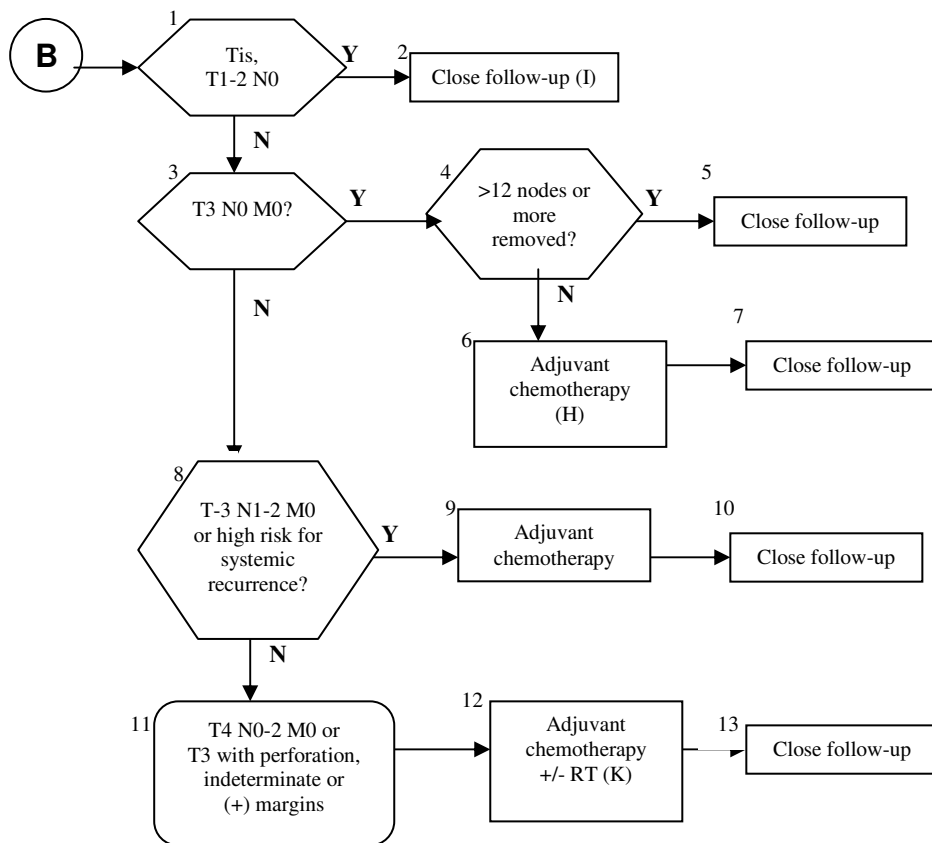 B
1
Tis,
T1-2 N0
Y
2
Close follow-up (I)
N
3
T3 N0 M0?
Y
4
>12 nodes or
more
removed?
Y
5
Close follow-up
N
N
6
Adjuvant
chemotherapy
(H)
7
Close follow-up
8
T-3 N1-2 M0
or high risk for
systemic
recurrence?
Y
9
Adjuvant
chemotherapy
10
Close follow-up
N
11
T4 N0-2 M0 or
T3 with perforation,
indeterminate or
(+) margins
12
Adjuvant
chemotherapy
+/- RT (K)
13
Close follow-up